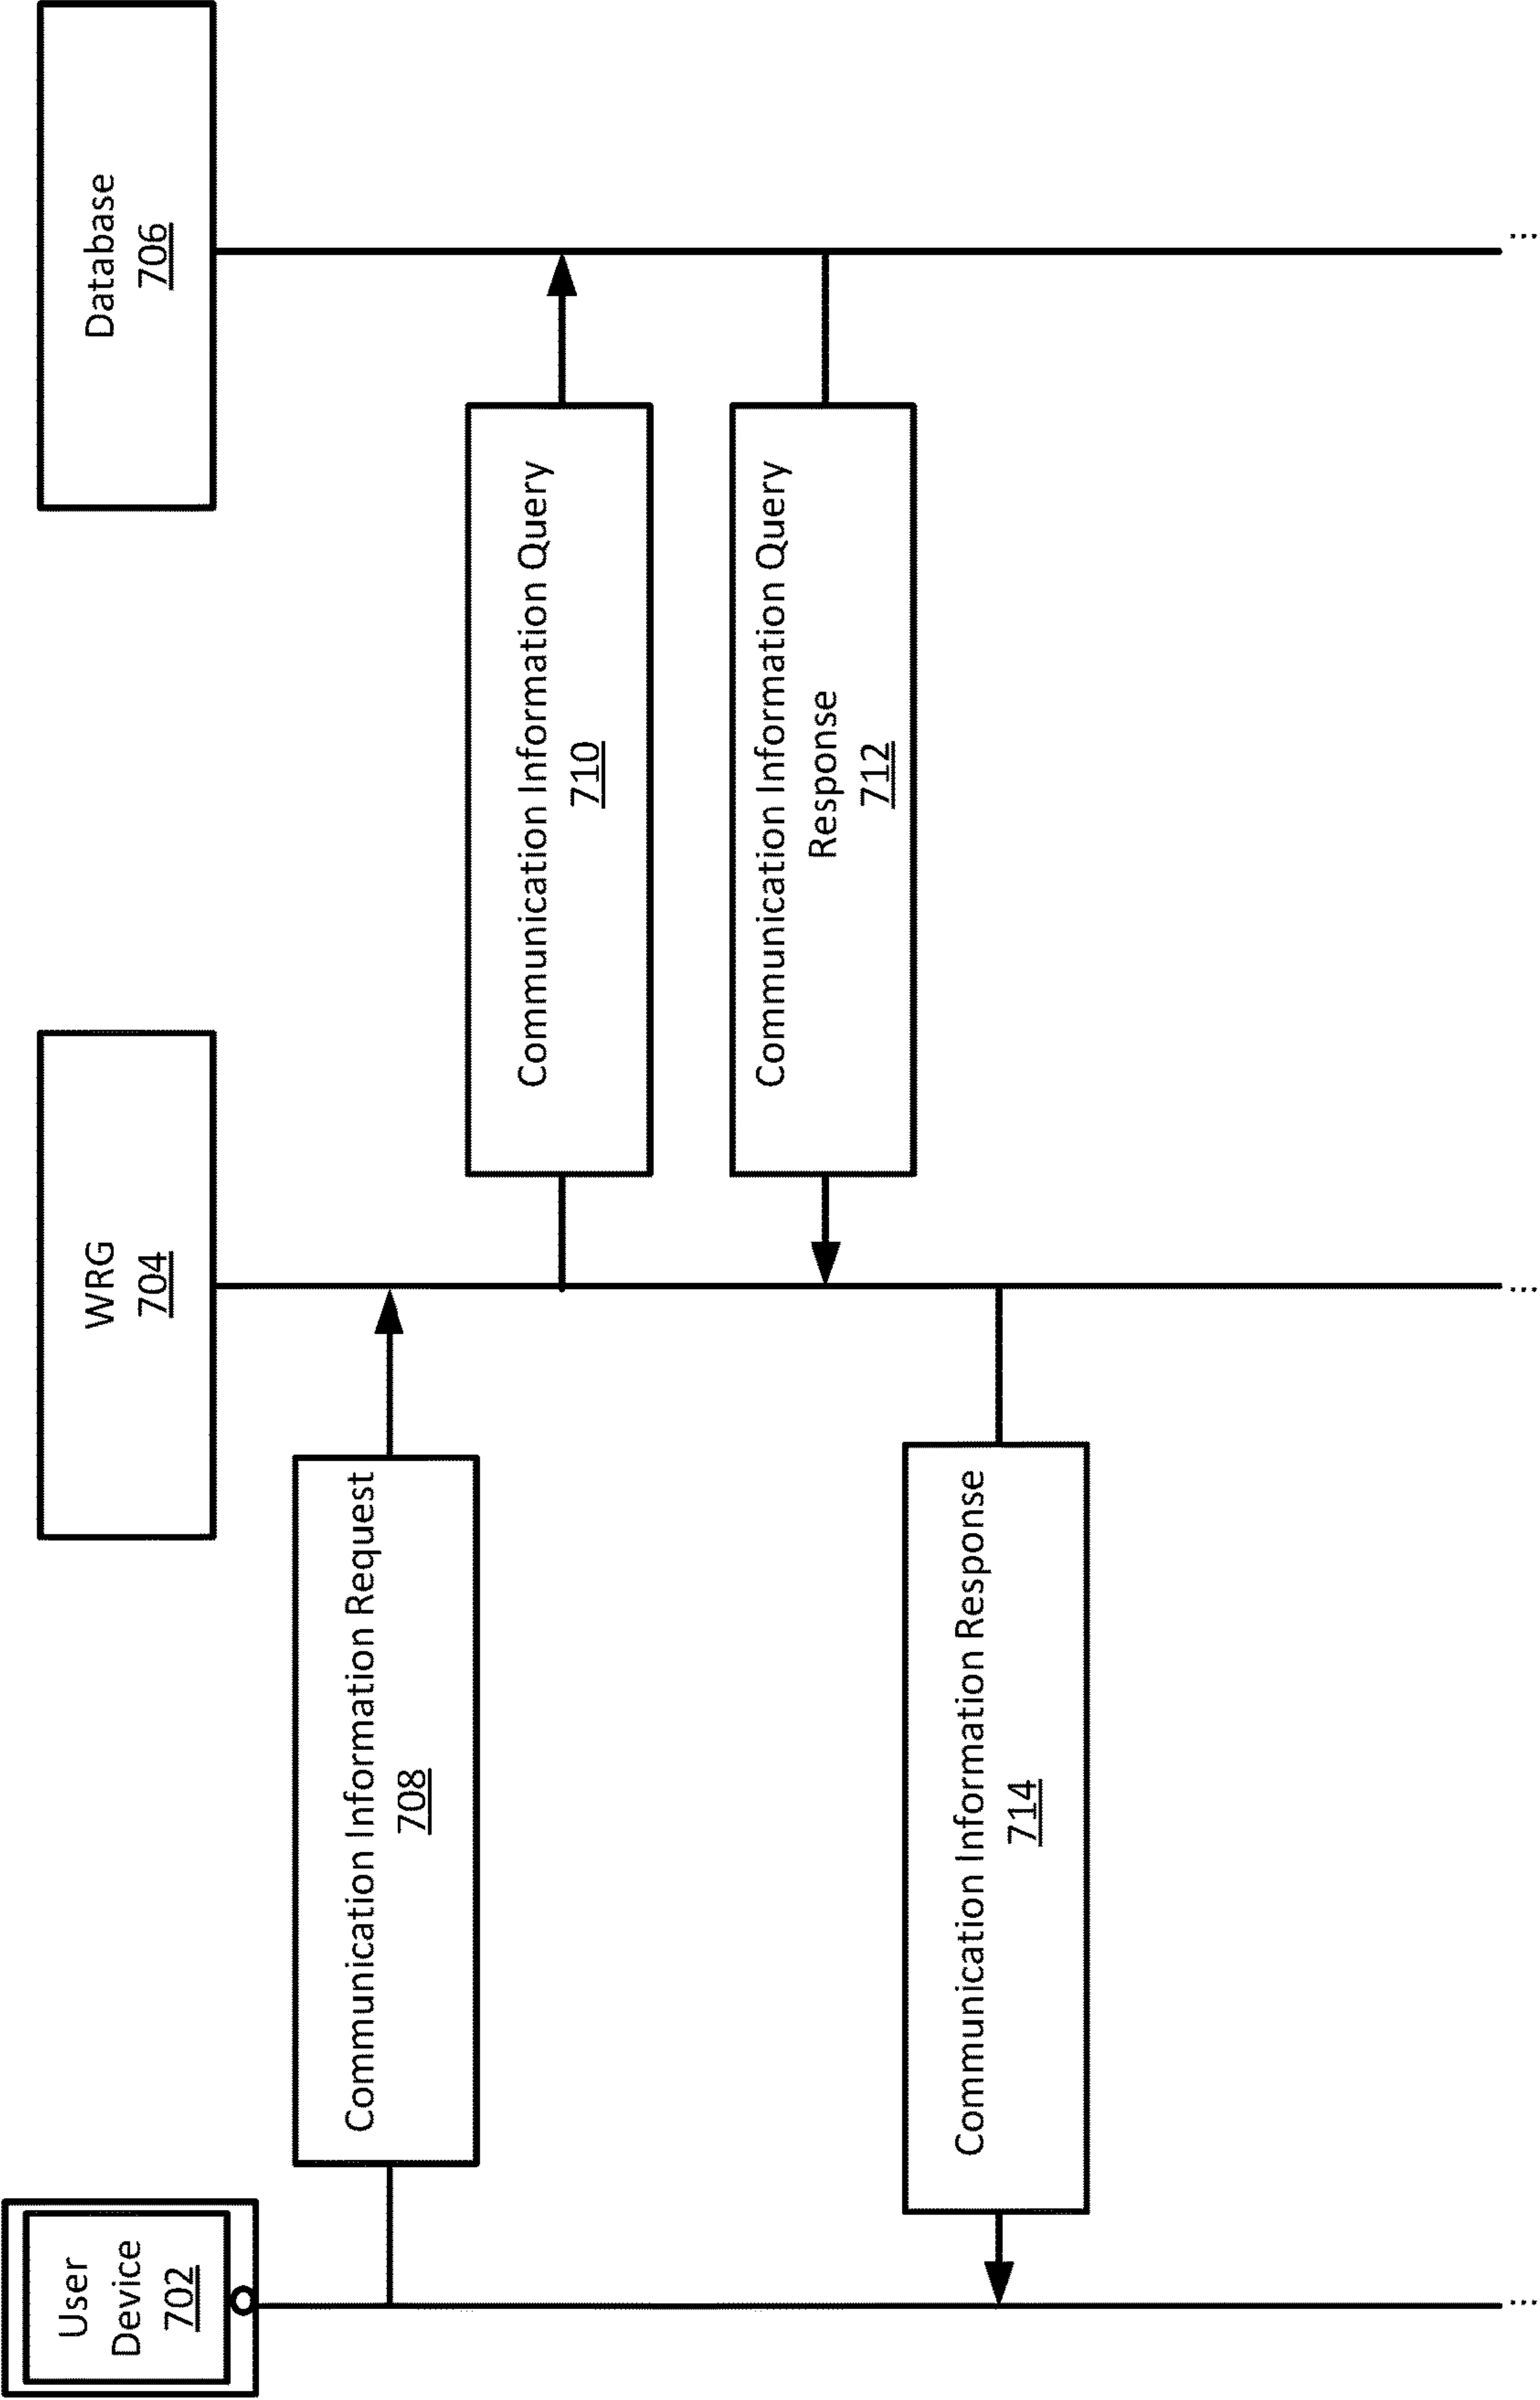 User
Device
702
WRG
704
Database
706
Communication Information Request
708
Communication Information Query
710
Communication Information Query
Response
712
Communication Information Response
714
...
...
...